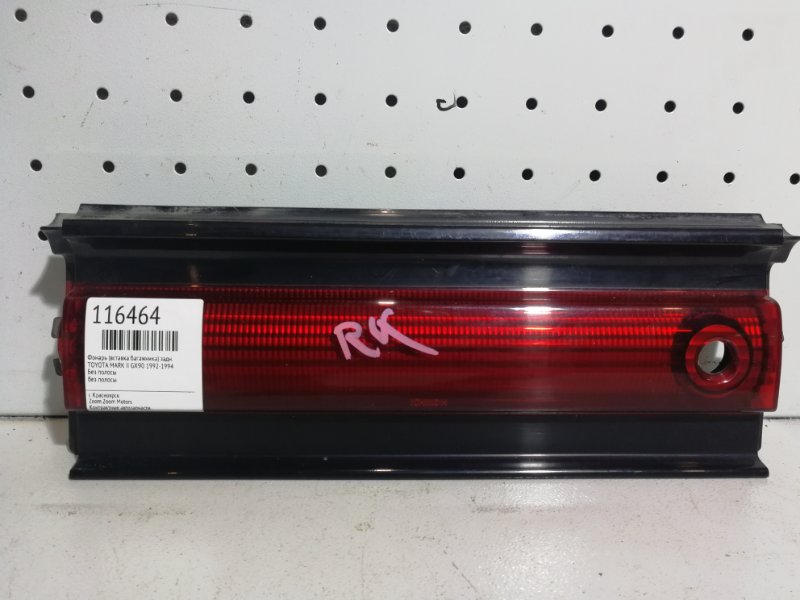 116464
Фонарь (вставка багажника) задн
TOYOTA MARK II GX90 1992-1994
Без полосы
без полосы
г. Красноярск
Zoom Zoom Motors
Контрактные автозапчасти